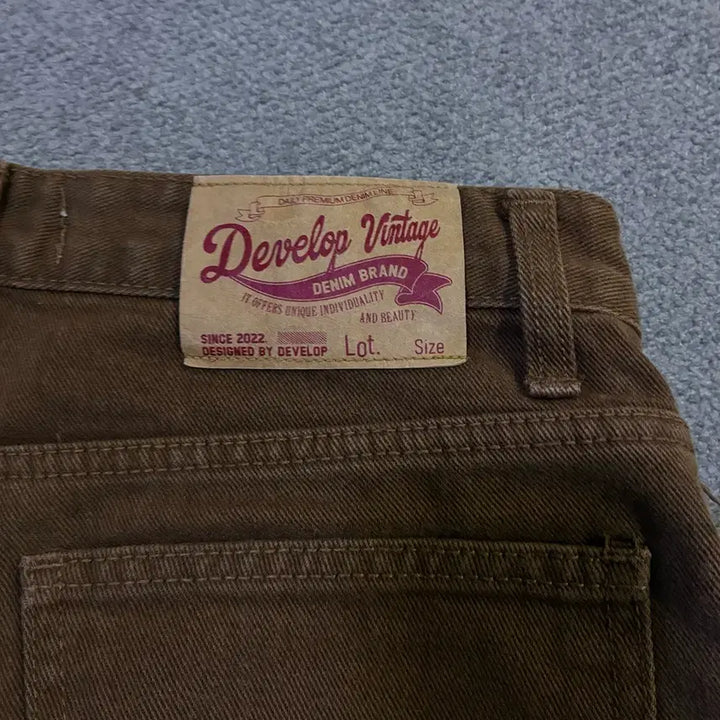 DAILY PREMIUM DENIM LINE
Develop Vintage
DENIM BRAND
IT OFFERS UNIQUE INDIVIDUALITY
AND BEAUTY
SINCE 2022.
DESIGNED BY DEVELOP
Lot.
Size